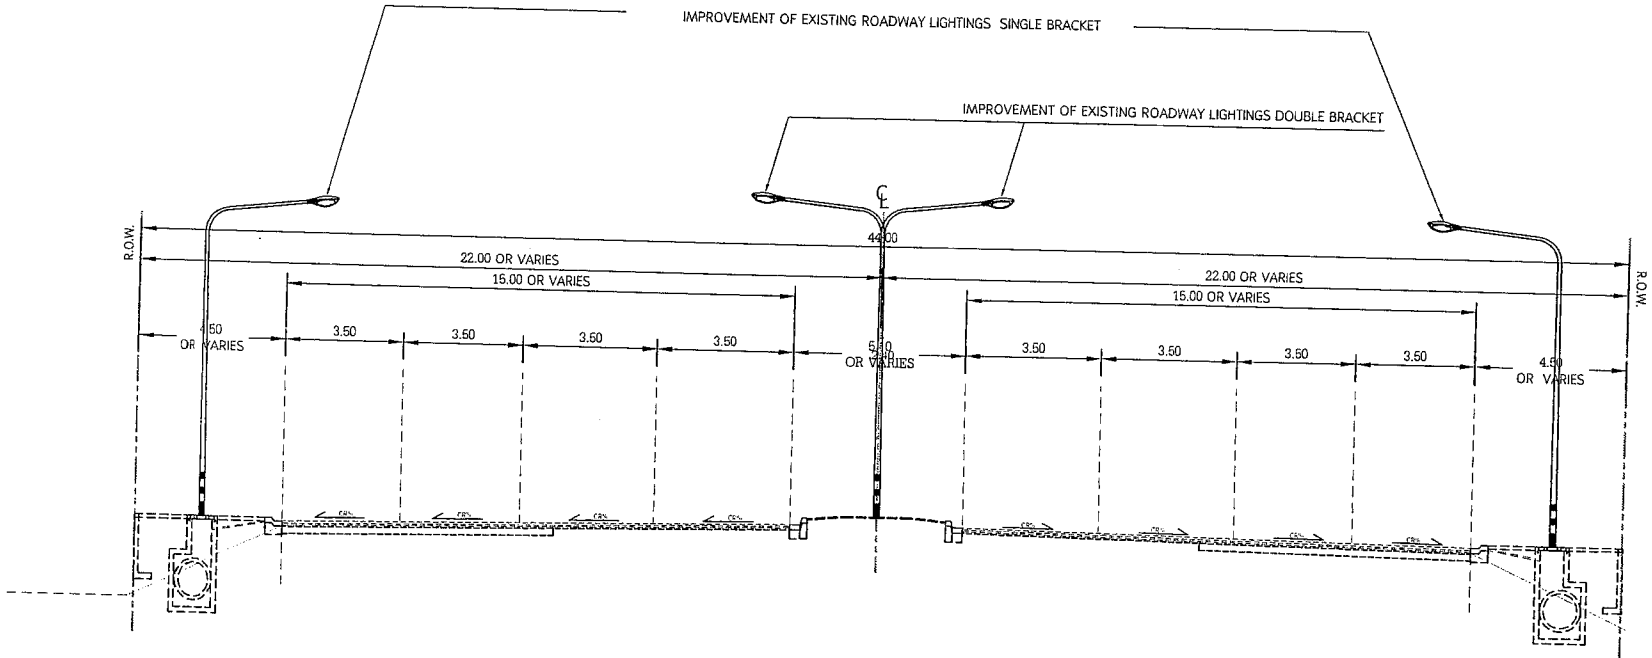 IMPROVEMENT OF EXISTING ROADWAY LIGHTINGS SINGLE BRACKET
IMPROVEMENT OF EXISTING ROADWAY LIGHTINGS DOUBLE BRACKET
CL
R.O.W.
44.00
22.00 OR VARIES
22.00 OR VARIES
R.O.W.
15.00 OR VARIES
15.00 OR VARIES
4.50
OR VARIES
3.50
3.50
3.50
3.50
OR VARIES
3.50
3.50
3.50
3.50
4.50
OR VARIES